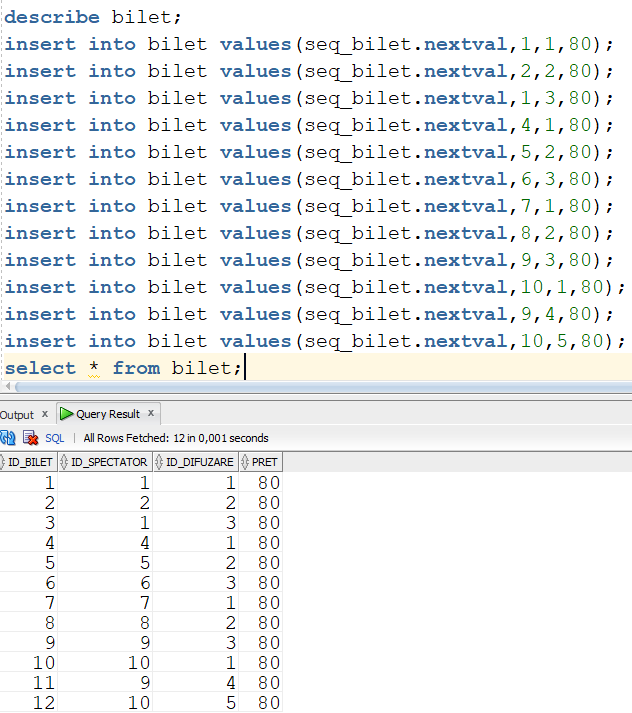 describe bilet;
insert into bilet values(seq_bilet.nextval,1,1,80);
insert into bilet values(seq_bilet.nextval,2,2,80);
insert into bilet values(seq_bilet.nextval,1,3,80);
insert into bilet values(seq_bilet.nextval,4,1,80);
insert into bilet values(seq_bilet.nextval,5,2,80);
insert into bilet values(seq_bilet.nextval,6,3,80);
insert into bilet values(seq_bilet.nextval,7,1,80);
insert into bilet values(seq_bilet.nextval,8,2,80);
insert into bilet values(seq_bilet.nextval,9,3,80);
insert into bilet values(seq_bilet.nextval,10,1,80);
insert into bilet values(seq_bilet.nextval,9,4,80);
insert into bilet values(seq_bilet.nextval,10,5,80);
select * from bilet;
Output x Query Result x
SQL | All Rows Fetched: 12 in 0,001 seconds
ID_BILET ID_SPECTATOR ID_DIFUZARE PRET
1 1 1 80
2 2 2 80
3 1 3 80
4 4 1 80
5 5 2 80
6 6 3 80
7 7 1 80
8 8 2 80
9 9 3 80
10 10 1 80
11 9 4 80
12 10 5 80